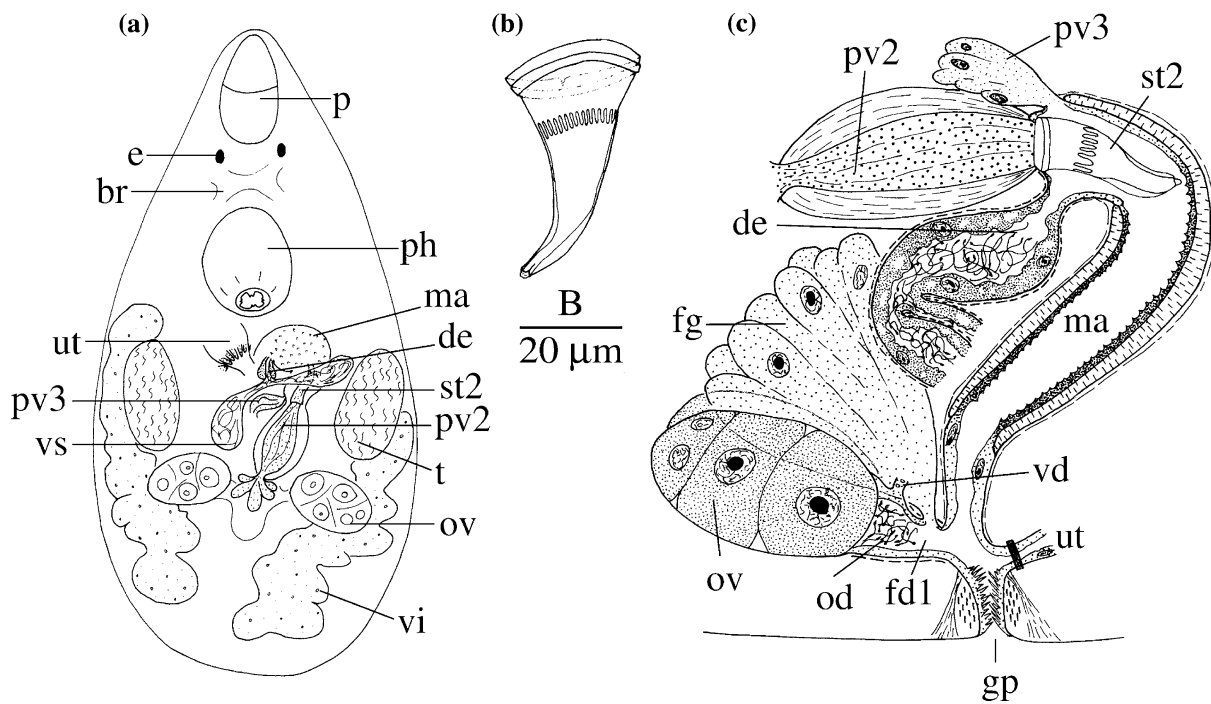 (a)
p
e
br
ph
ma
ut
de
st2
pv3
pv2
vs
t
ov
vi
(b)
B
20 μm
(c)
pv3
pv2
st2
de
fg
ma
vd
ut
ov
od
fd1
gp